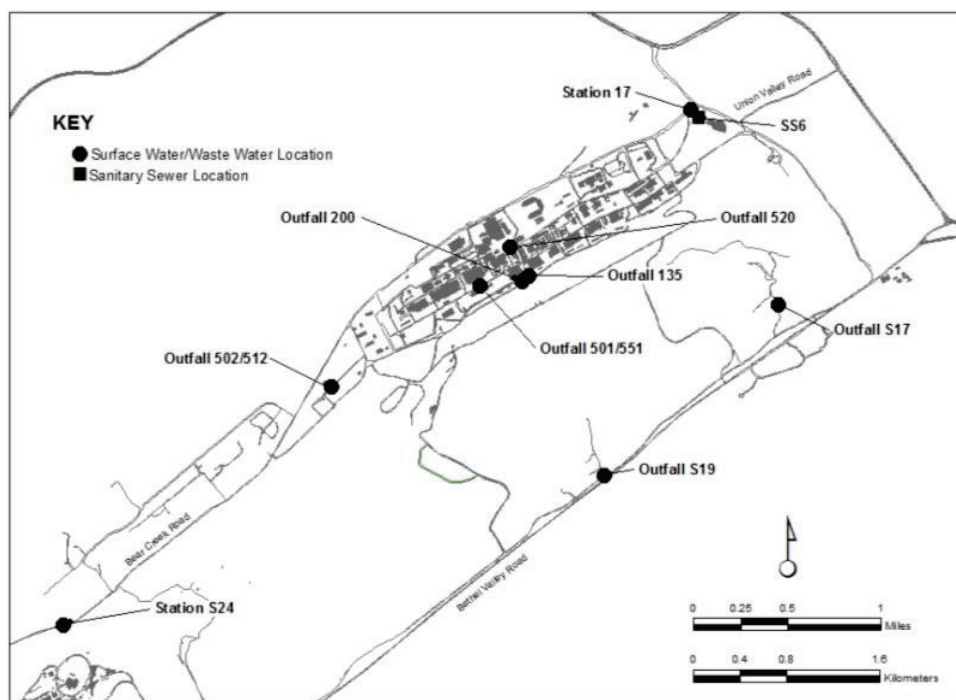 Station 17
Union Valley Road
SS6
KEY
Surface Water/Waste Water Location
Sanitary Sewer Location
Outfall 200
Outfall 520
Outfall 135
Outfall S17
Outfall 501/551
Outfall 502/512
Outfall S19
Bear Creek Road
Bethel Valley Road
Station S24
0 0.25 0.5 1
Miles
0 0.4 0.8 1.6
Kilometers